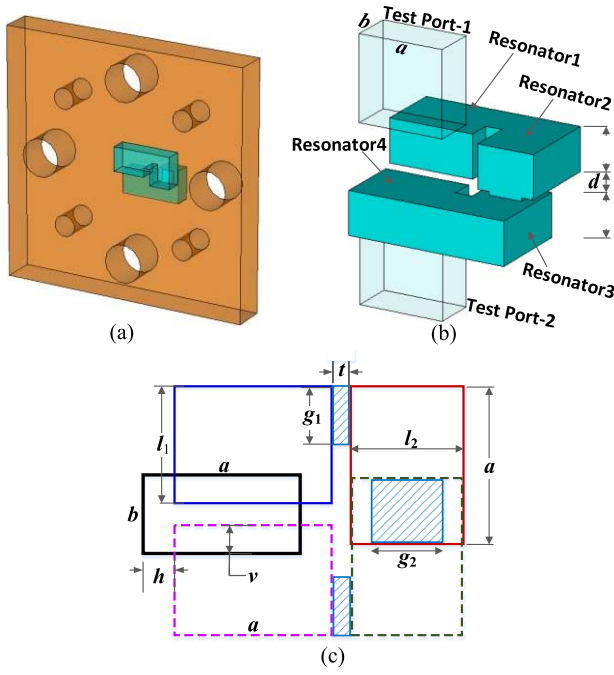 Test Port-1
b
a
Resonator1
Resonator2
Resonator4
d
Resonator3
Test Port-2
(a)
(b)
t
g1
l1
l2
a
a
b
g2
h
v
a
(c)